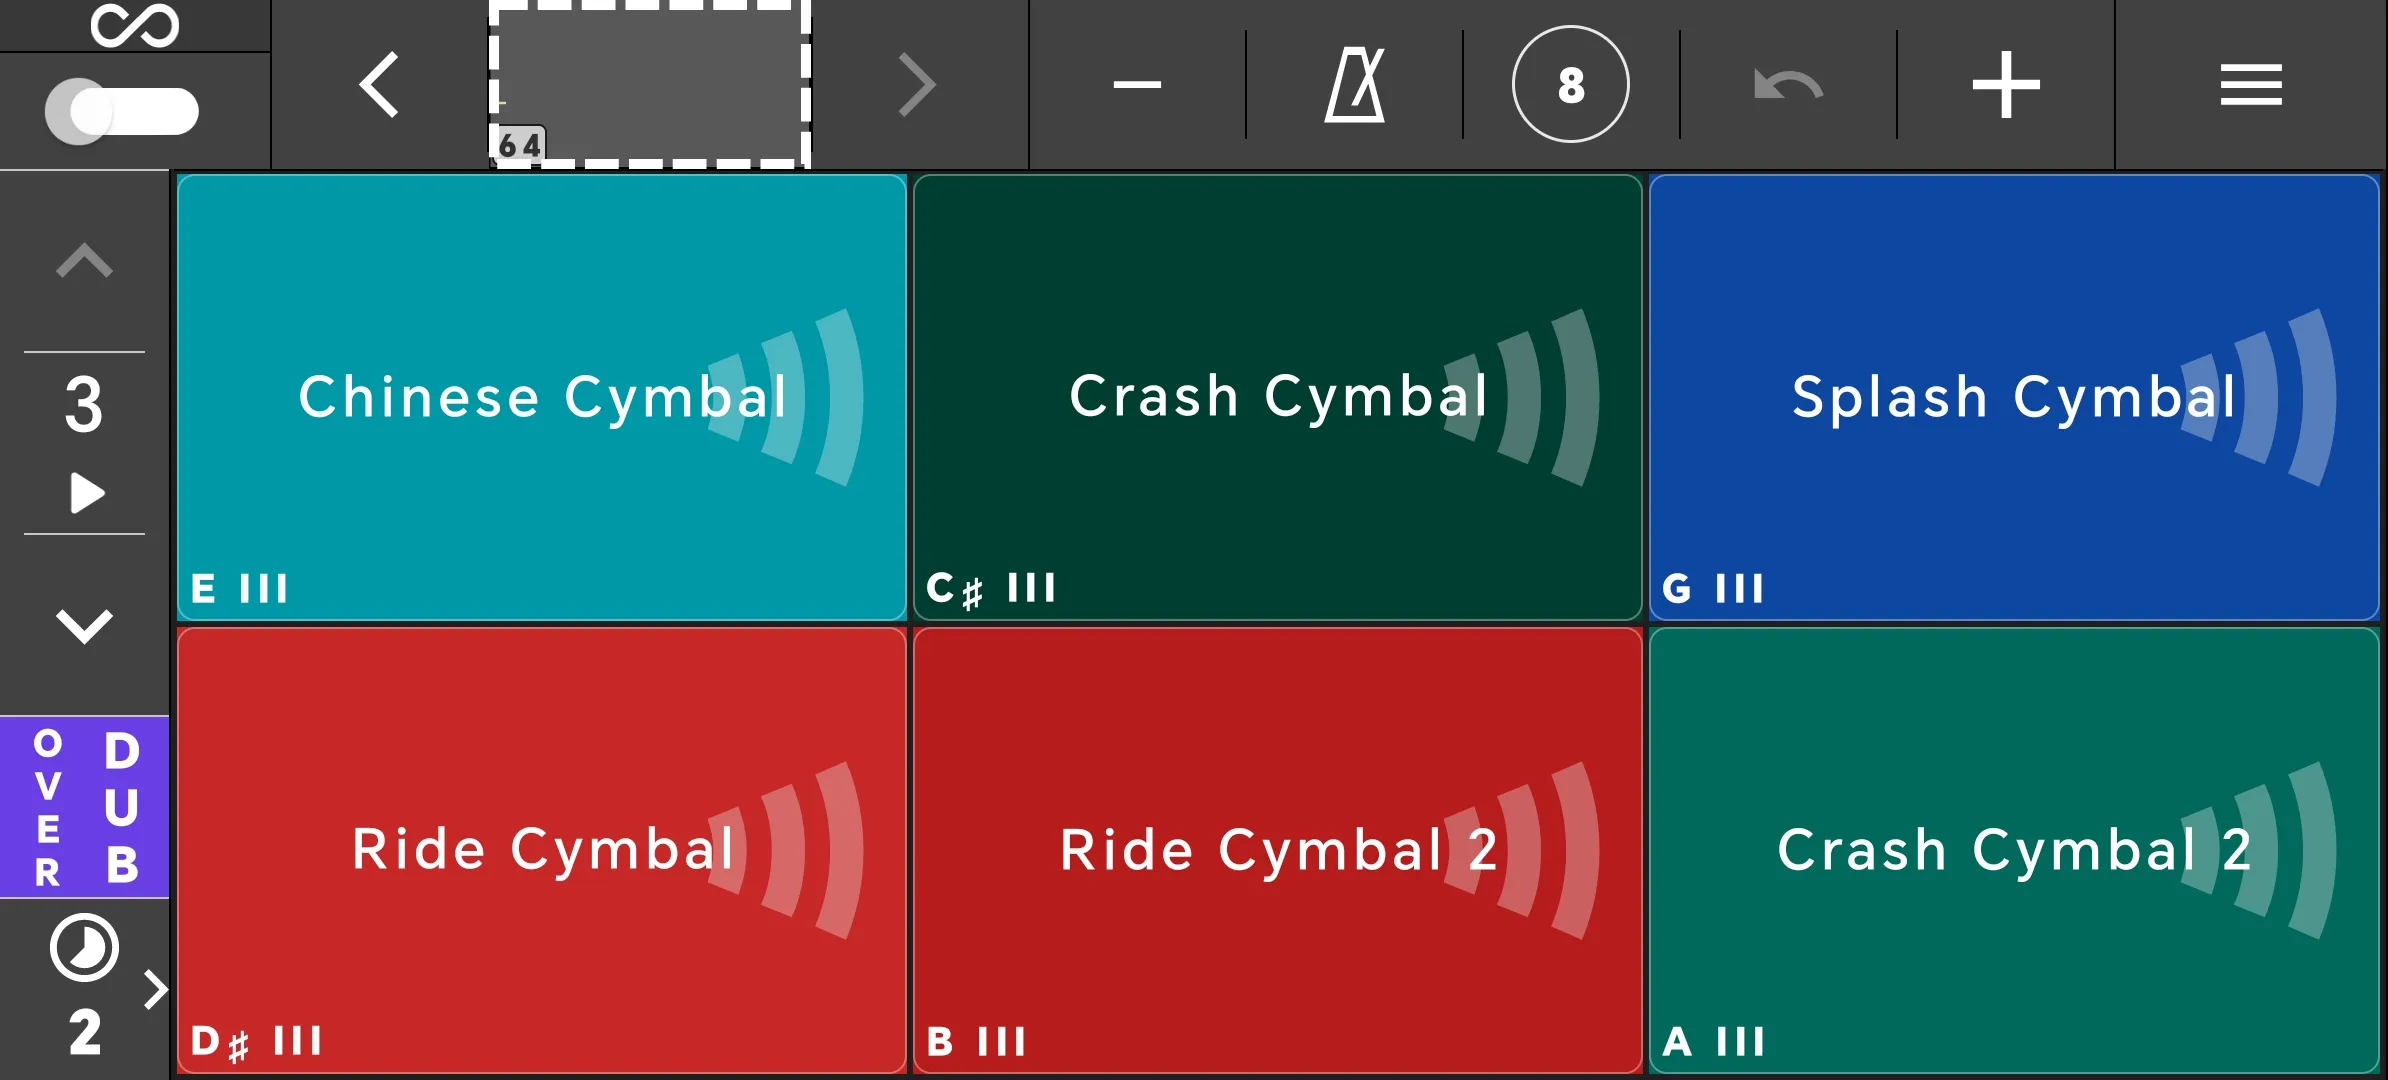 64
8
3
Chinese Cymbal
E III
Crash Cymbal
C♯ III
Splash Cymbal
G III
OVER
DUB
2
Ride Cymbal
D♯ III
Ride Cymbal 2
B III
Crash Cymbal 2
A III